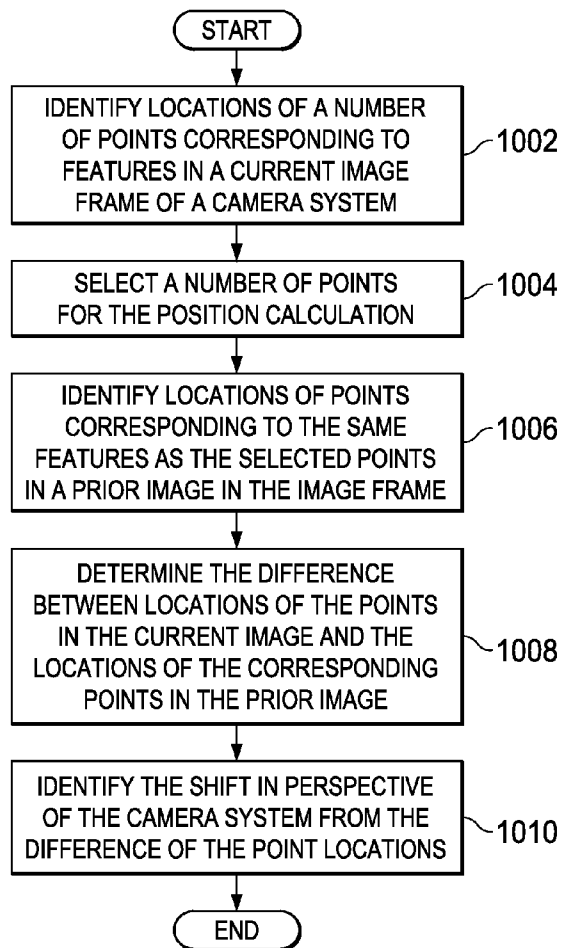 START
IDENTIFY LOCATIONS OF A NUMBER
OF POINTS CORRESPONDING TO
FEATURES IN A CURRENT IMAGE
FRAME OF A CAMERA SYSTEM
1002
SELECT A NUMBER OF POINTS
FOR THE POSITION CALCULATION
1004
IDENTIFY LOCATIONS OF POINTS
CORRESPONDING TO THE SAME
FEATURES AS THE SELECTED POINTS
IN A PRIOR IMAGE IN THE IMAGE FRAME
1006
DETERMINE THE DIFFERENCE
BETWEEN LOCATIONS OF THE POINTS
IN THE CURRENT IMAGE AND THE
LOCATIONS OF THE CORRESPONDING
POINTS IN THE PRIOR IMAGE
1008
IDENTIFY THE SHIFT IN PERSPECTIVE
OF THE CAMERA SYSTEM FROM THE
DIFFERENCE OF THE POINT LOCATIONS
1010
END